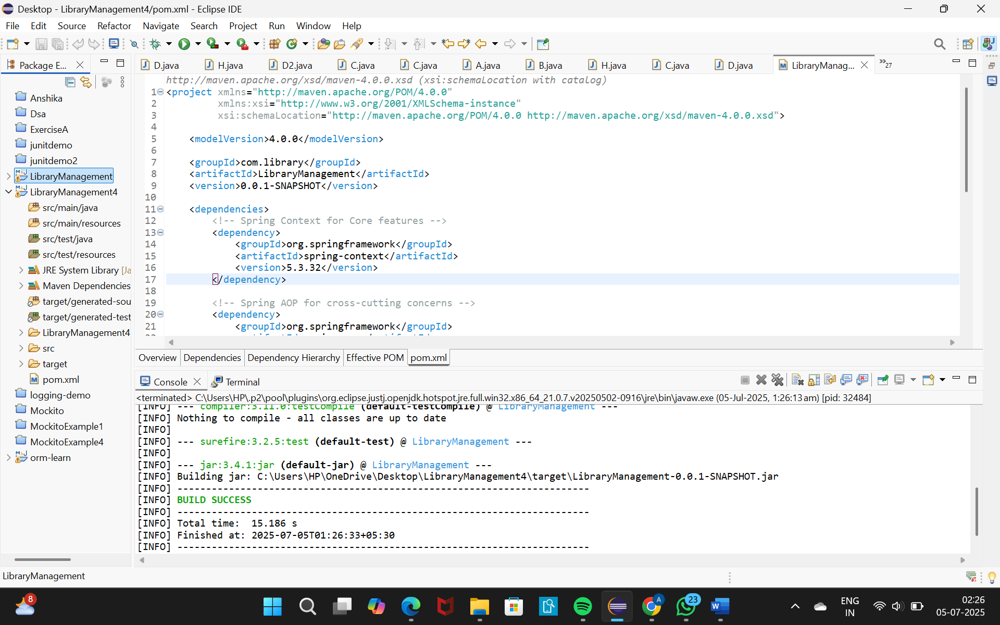 Desktop - LibraryManagement4/pom.xml - Eclipse IDE
File Edit Source Refactor Navigate Search Project Run Window Help
Package E...
D.java H.java D2.java C.java C.java A.java B.java H.java C.java D.java LibraryManag... »27
Anshika
Dsa
ExerciseA
junitdemo
junitdemo2
LibraryManagement
LibraryManagement4
src/main/java
src/main/resources
src/test/java
src/test/resources
JRE System Library [Ja
Maven Dependencies
target/generated-sou
target/generated-test
LibraryManagement4
src
target
pom.xml
logging-demo
Mockito
MockitoExample1
MockitoExample4
orm-learn
http://maven.apache.org/xsd/maven-4.0.0.xsd (xsi:schemaLocation with catalog)
1 <project xmlns="http://maven.apache.org/POM/4.0.0"
2 xmlns:xsi="http://www.w3.org/2001/XMLSchema-instance"
3 xsi:schemaLocation="http://maven.apache.org/POM/4.0.0 http://maven.apache.org/xsd/maven-4.0.0.xsd">
4
5 <modelVersion>4.0.0</modelVersion>
6
7 <groupId>com.library</groupId>
8 <artifactId>LibraryManagement</artifactId>
9 <version>0.0.1-SNAPSHOT</version>
10
11 <dependencies>
12 <!-- Spring Context for Core features -->
13 <dependency>
14 <groupId>org.springframework</groupId>
15 <artifactId>spring-context</artifactId>
16 <version>5.3.32</version>
17 </dependency>
18
19 <!-- Spring AOP for cross-cutting concerns -->
20 <dependency>
21 <groupId>org.springframework</groupId>
Overview Dependencies Dependency Hierarchy Effective POM pom.xml
Console Terminal
<terminated> C:\Users\HP\.p2\pool\plugins\org.eclipse.justj.openjdk.hotspot.jre.full.win32.x86_64_21.0.7.v20250502-0916\jre\bin\javaw.exe (05-Jul-2025, 1:26:13 am) [pid: 32484]
[INFO] --- compiler:3.11.0:testCompile (default-testCompile) @ LibraryManagement ---
[INFO] Nothing to compile - all classes are up to date
[INFO]
[INFO] --- surefire:3.2.5:test (default-test) @ LibraryManagement ---
[INFO]
[INFO] --- jar:3.4.1:jar (default-jar) @ LibraryManagement ---
[INFO] Building jar: C:\Users\HP\OneDrive\Desktop\LibraryManagement4\target\LibraryManagement-0.0.1-SNAPSHOT.jar
[INFO] ------------------------------------------------------------------------
[INFO] BUILD SUCCESS
[INFO] ------------------------------------------------------------------------
[INFO] Total time:  15.186 s
[INFO] Finished at: 2025-07-05T01:26:33+05:30
[INFO] ------------------------------------------------------------------------
LibraryManagement
8
A
23
ENG
IN
02:26
05-07-2025